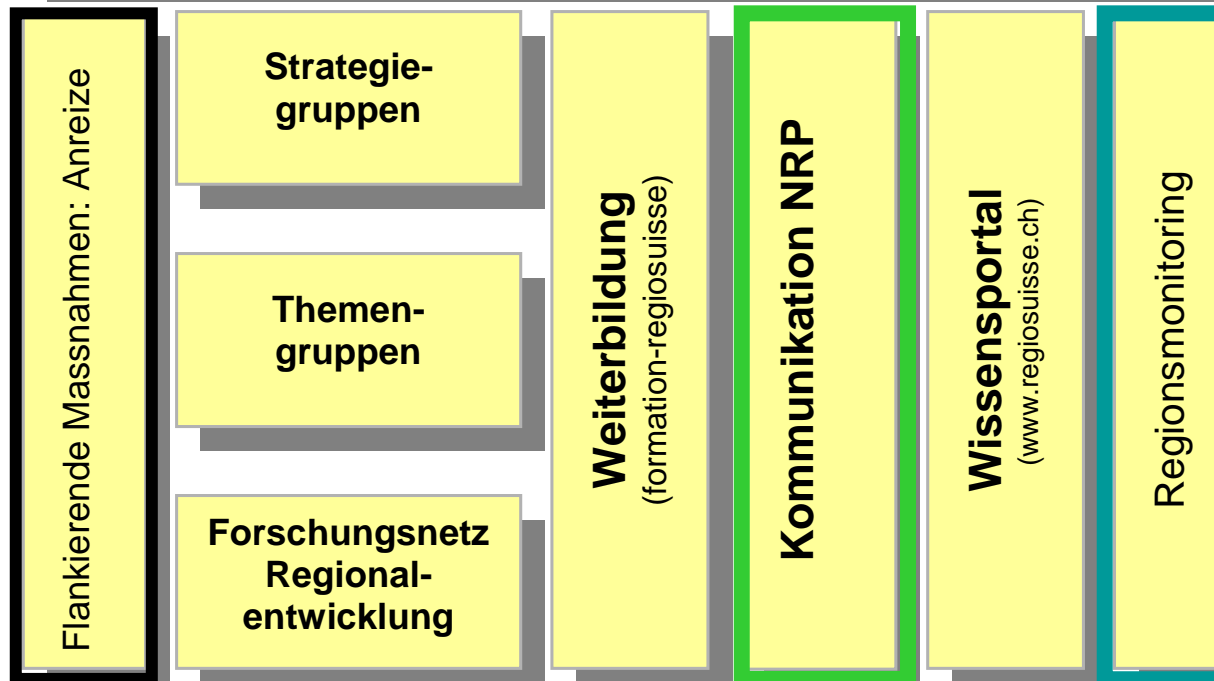 Flankierende Massnahmen: Anreize
Strategie-
gruppen
Themen-
gruppen
Forschungsnetz
Regional-
entwicklung
Weiterbildung
(formation-regiosuisse)
Kommunikation NRP
Wissensportal
(www.regiosuisse.ch)
Regionsmonitoring